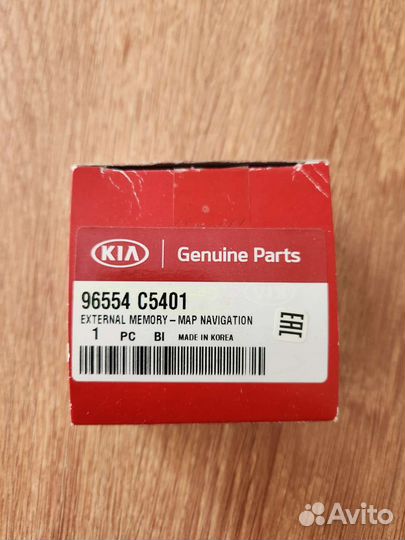 KIA Genuine Parts
96554 C5401
EXTERNAL MEMORY-MAP NAVIGATION
1 PC BI MADE IN KOREA
EAC
Avito